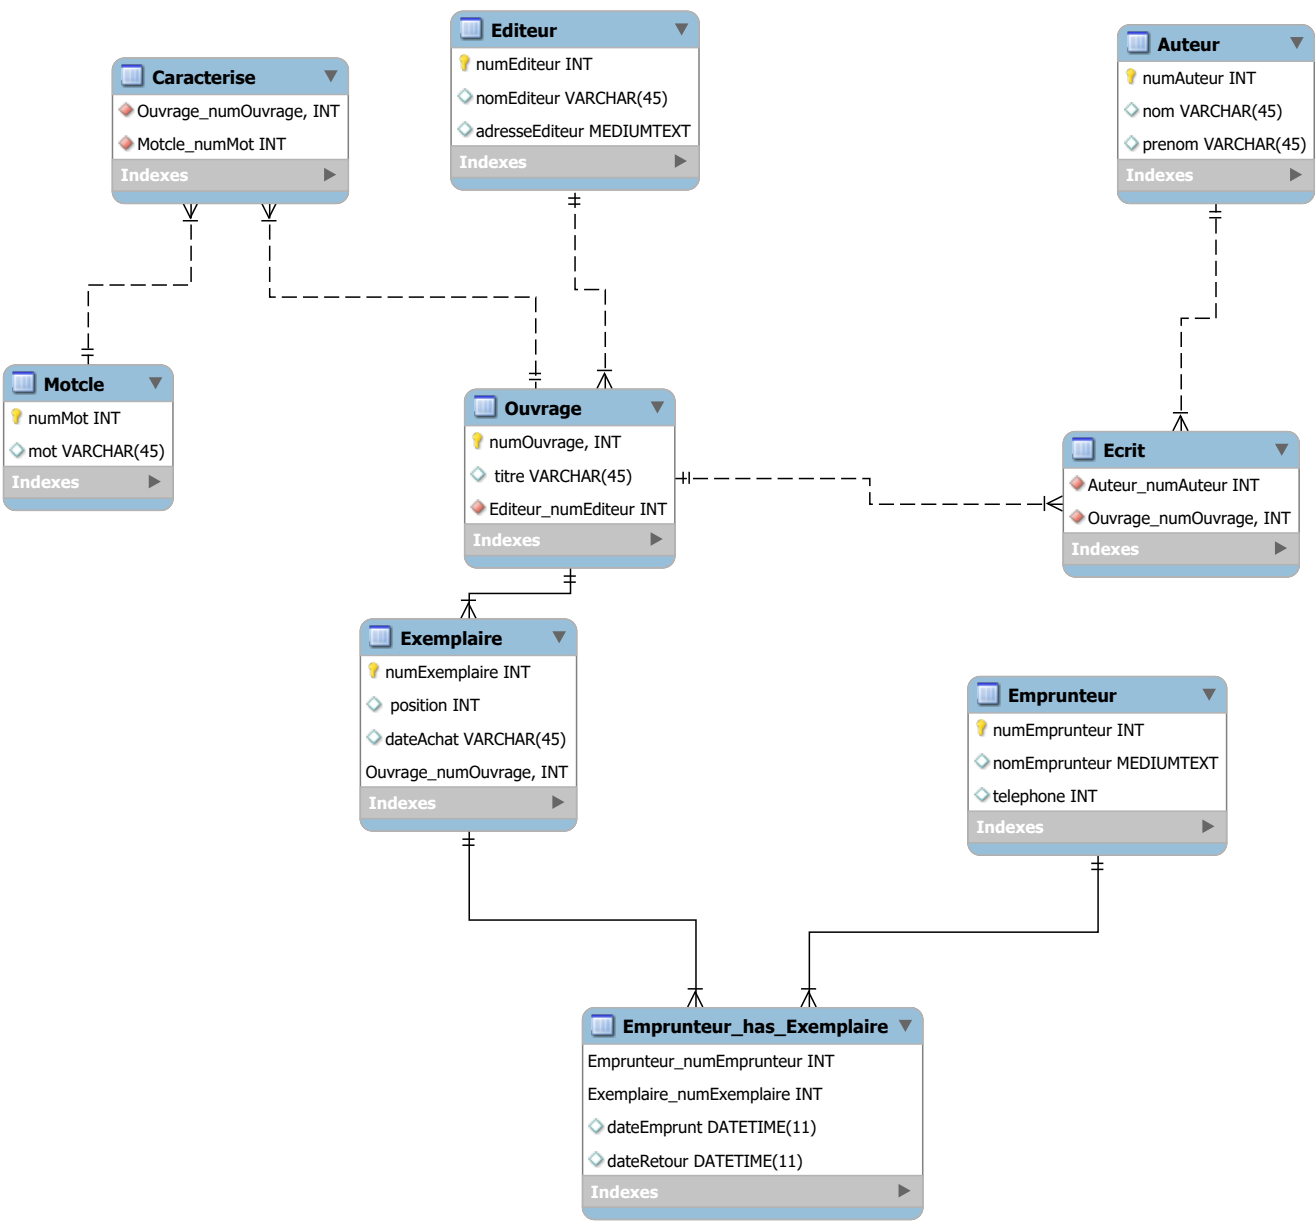 Editeur
numEditeur INT
nomEditeur VARCHAR(45)
adresseEditeur MEDIUMTEXT
Indexes
Auteur
numAuteur INT
nom VARCHAR(45)
prenom VARCHAR(45)
Indexes
Caracterise
Ouvrage_numOuvrage, INT
Motcle_numMot INT
Indexes
Motcle
numMot INT
mot VARCHAR(45)
Indexes
Ouvrage
numOuvrage, INT
titre VARCHAR(45)
Editeur_numEditeur INT
Indexes
Ecrit
Auteur_numAuteur INT
Ouvrage_numOuvrage, INT
Indexes
Exemplaire
numExemplaire INT
position INT
dateAchat VARCHAR(45)
Ouvrage_numOuvrage, INT
Indexes
Emprunteur
numEmprunteur INT
nomEmprunteur MEDIUMTEXT
telephone INT
Indexes
Emprunteur_has_Exemplaire
Emprunteur_numEmprunteur INT
Exemplaire_numExemplaire INT
dateEmprunt DATETIME(11)
dateRetour DATETIME(11)
Indexes